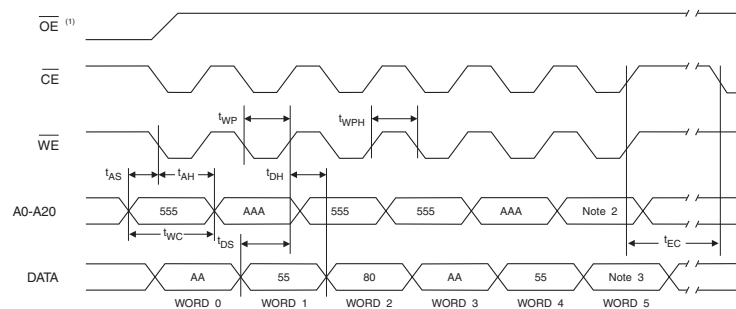 OE (1)
CE
tWP tWPH
WE
tAS tAH tDH
A0-A20 555 AAA 555 555 AAA Note 2
tWC tDS tEC
DATA AA 55 80 AA 55 Note 3
WORD 0 WORD 1 WORD 2 WORD 3 WORD 4 WORD 5